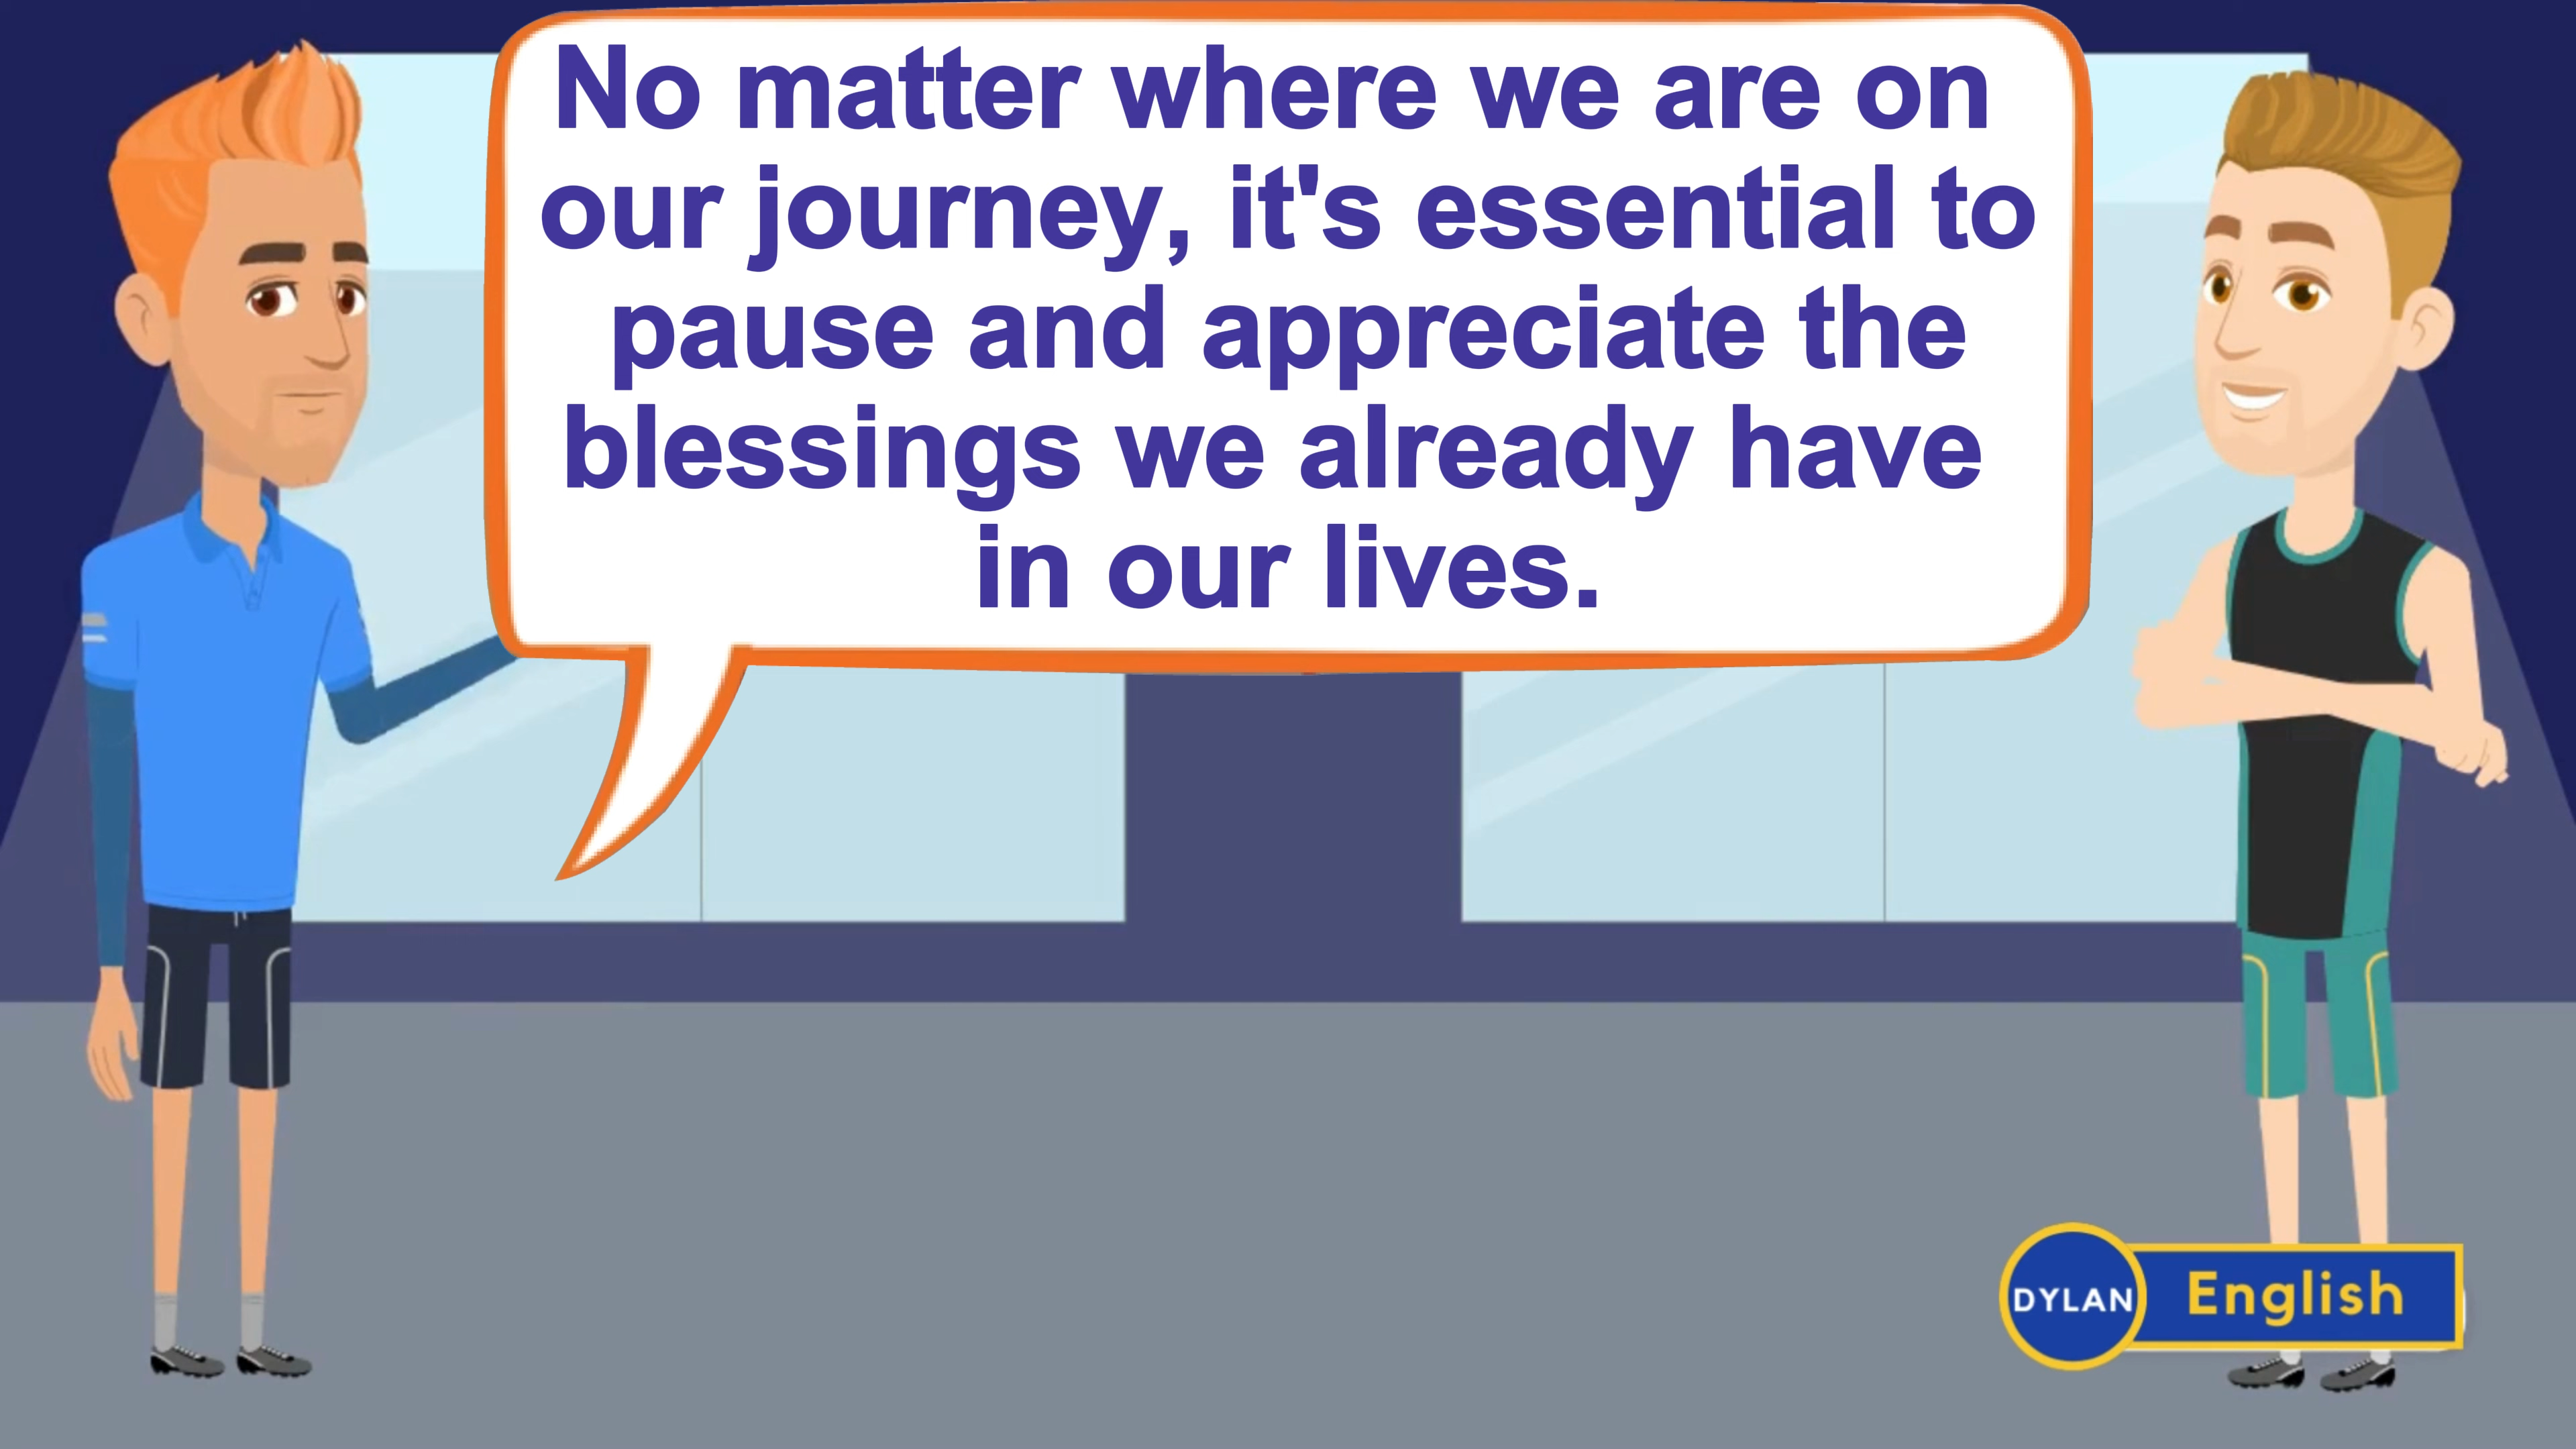 No matter where we are on
our journey, it's essential to
pause and appreciate the
blessings we already have
in our lives.
DYLAN English